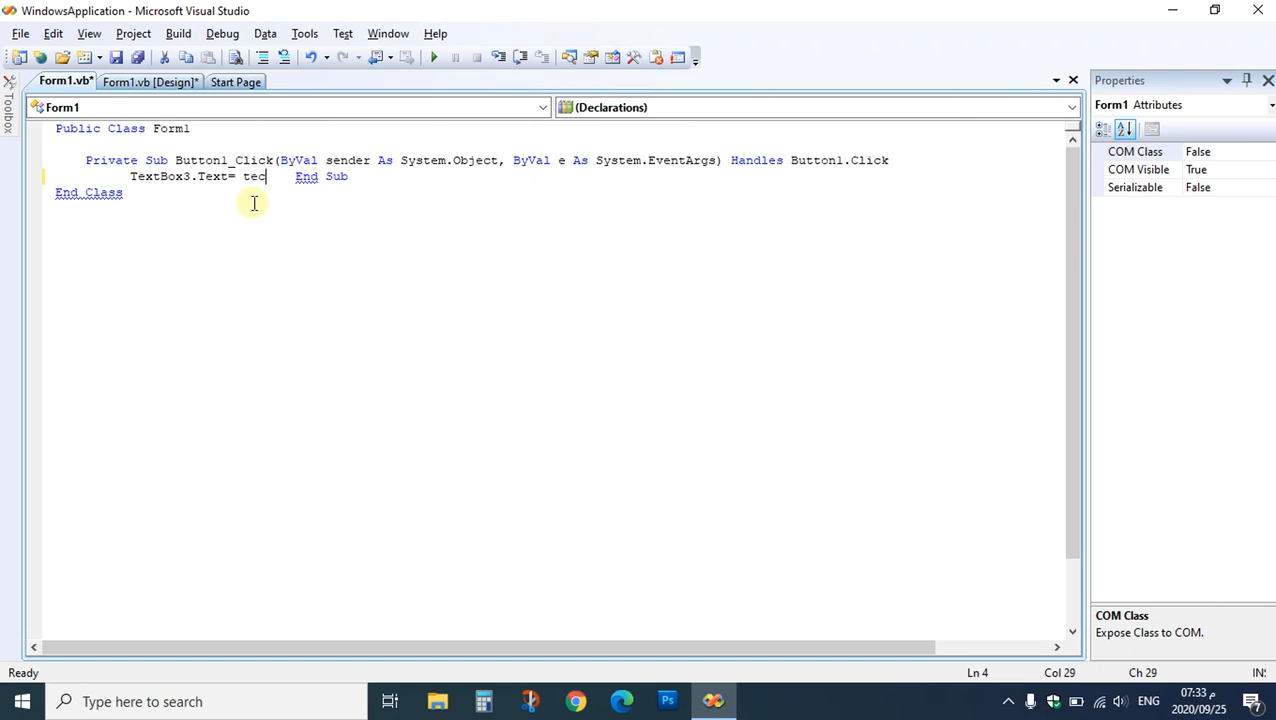 WindowsApplication - Microsoft Visual Studio
File Edit View Project Build Debug Data Tools Test Window Help
Form1.vb* Form1.vb [Design]* Start Page
Properties
Toolbox
Form1 (Declarations)
Form1 Attributes
Public Class Form1
Private Sub Button1_Click(ByVal sender As System.Object, ByVal e As System.EventArgs) Handles Button1.Click
TextBox3.Text= tec End Sub
End Class
COM Class False
COM Visible True
Serializable False
COM Class
Expose Class to COM.
Ready Ln 4 Col 29 Ch 29 INS
Type here to search
ENG
07:33 م
2020/09/25
7